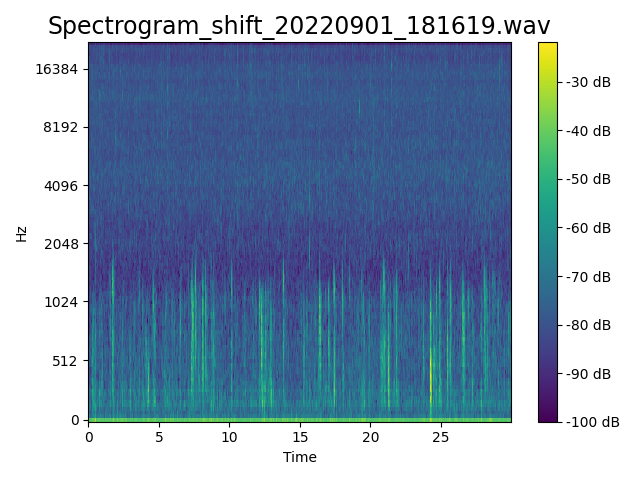 Spectrogram_shift_20220901_181619.wav
16384
8192
4096
2048
1024
512
0
Hz
0 5 10 15 20 25
Time
-30 dB
-40 dB
-50 dB
-60 dB
-70 dB
-80 dB
-90 dB
-100 dB